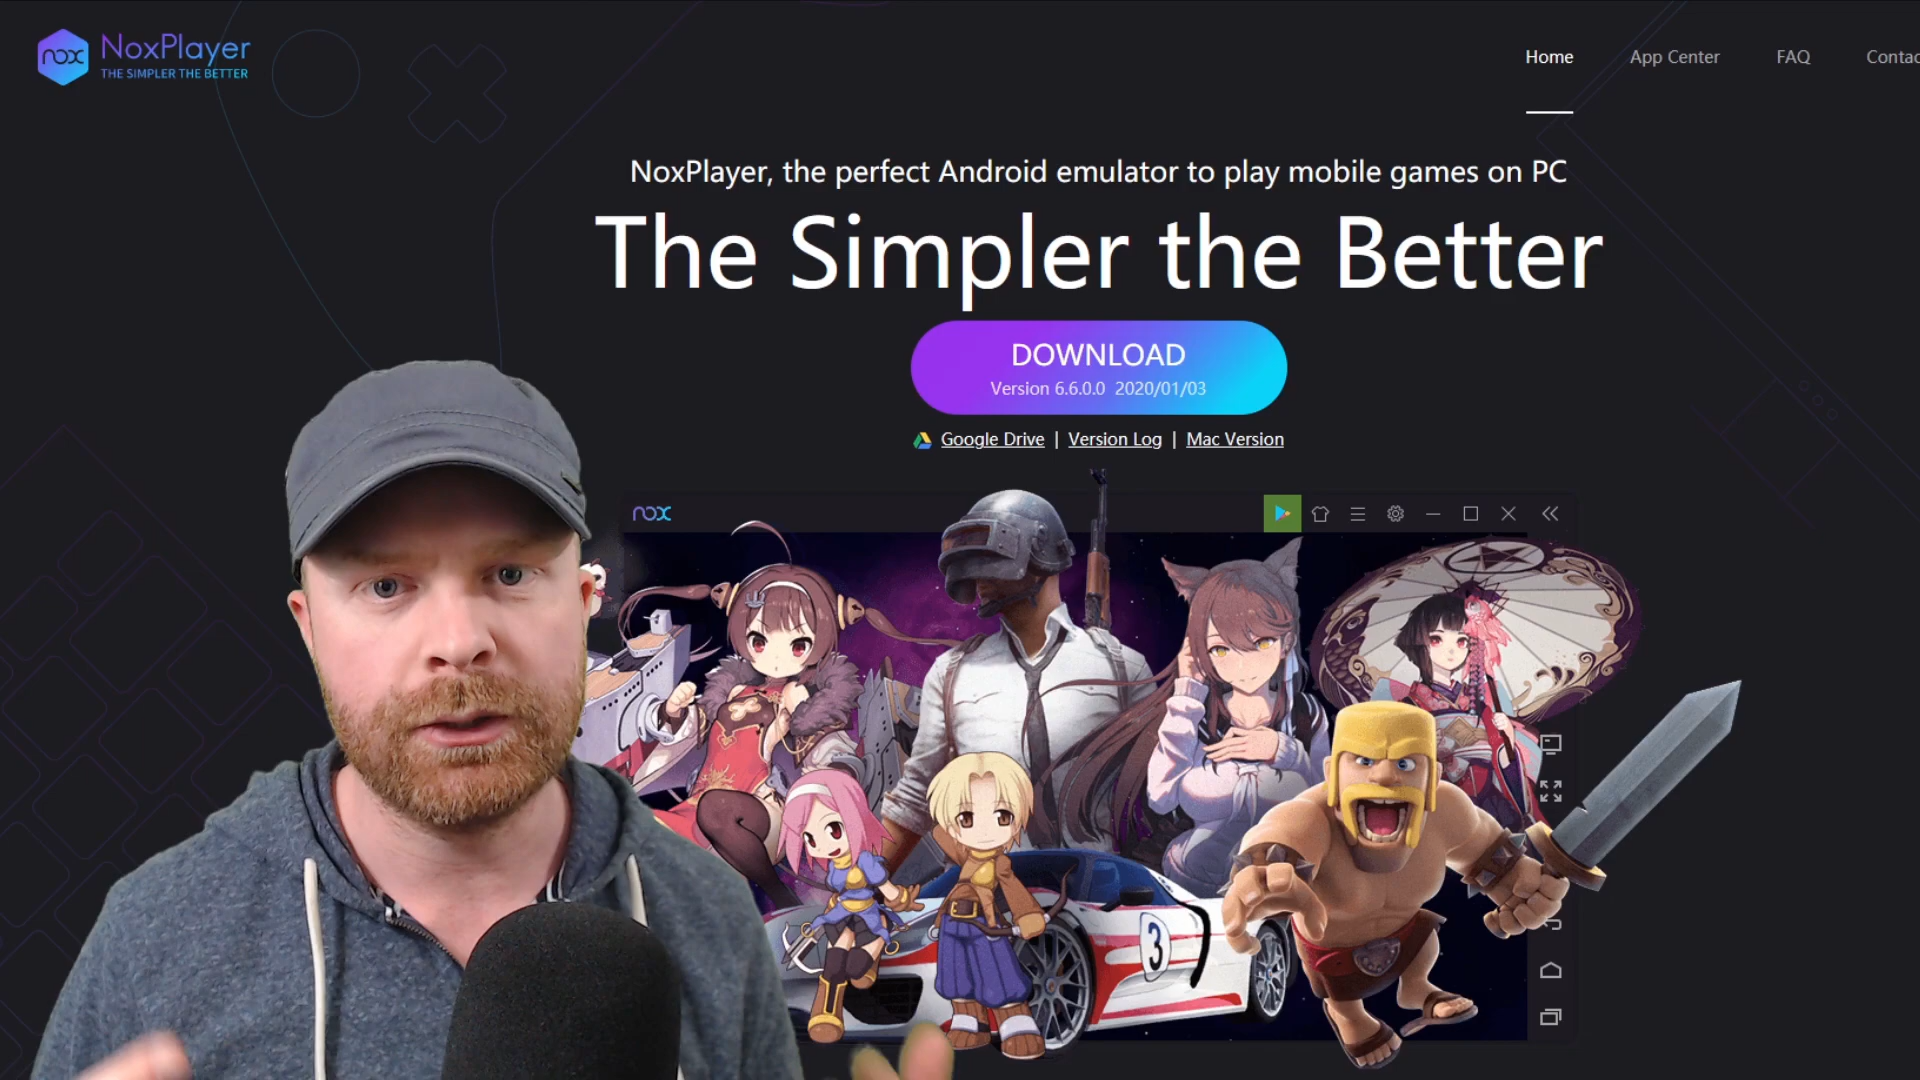 nox NoxPlayer
THE SIMPLER THE BETTER
Home App Center FAQ Contac
NoxPlayer, the perfect Android emulator to play mobile games on PC
The Simpler the Better
DOWNLOAD
Version 6.6.0.0 2020/01/03
Google Drive | Version Log | Mac Version
nox
3